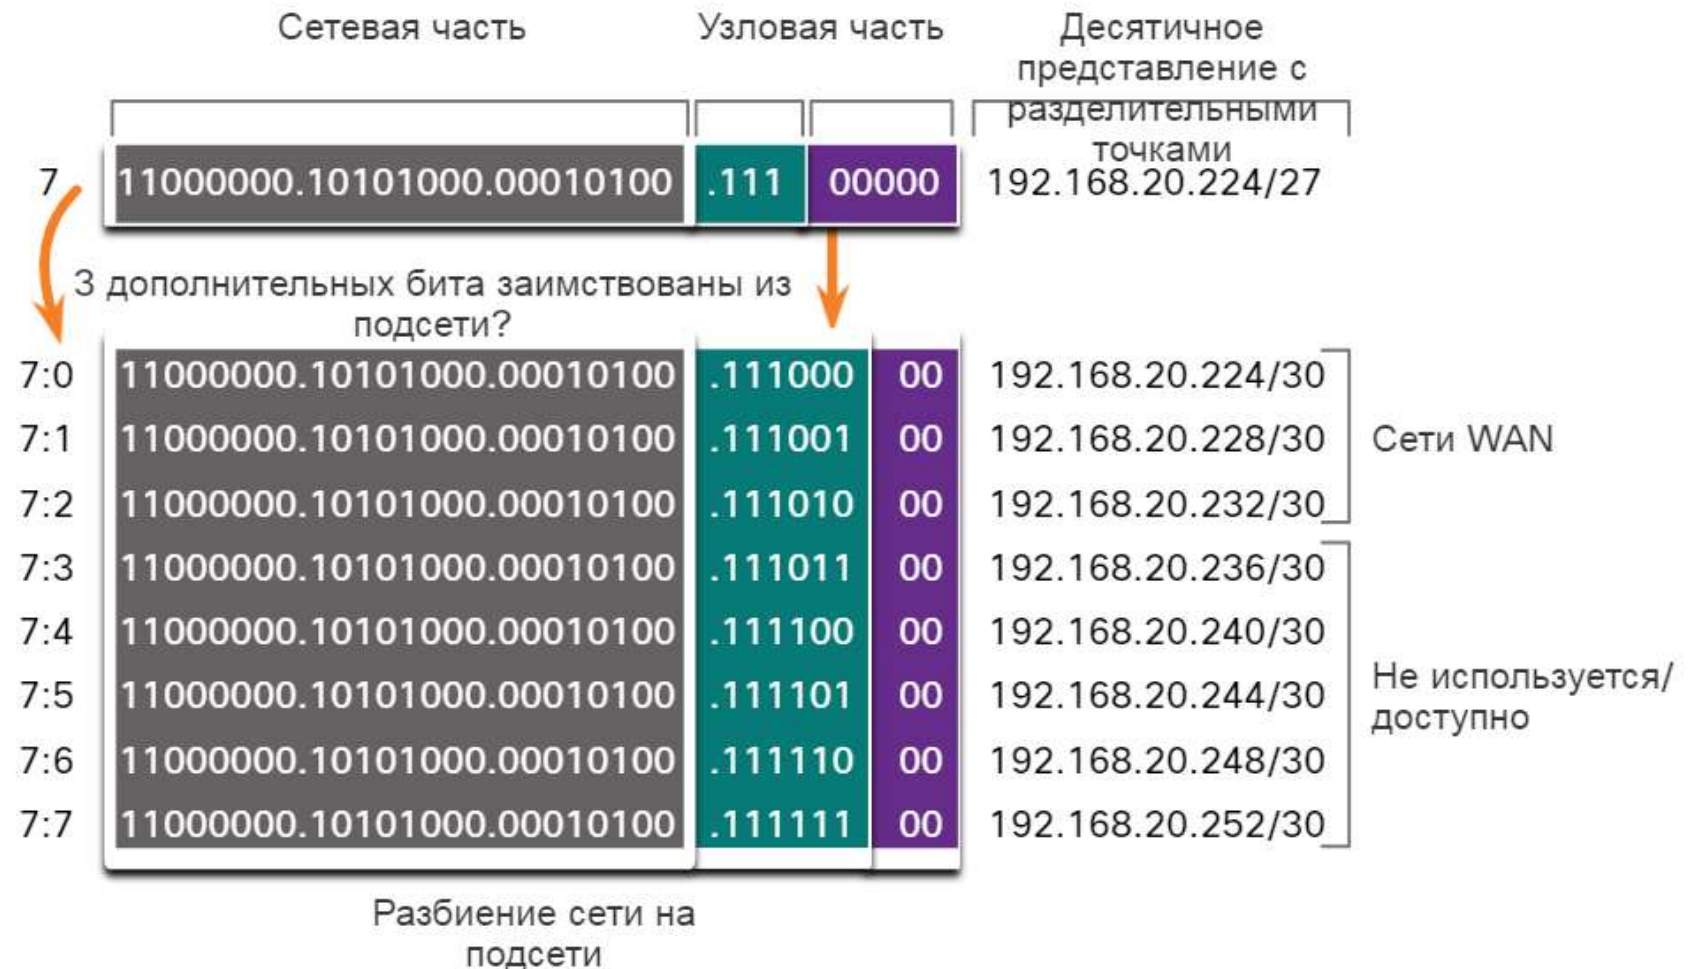 Сетевая часть
Узловая часть
Десятичное
представление с
разделительными
точками
7 11000000.10101000.00010100 .111 00000 192.168.20.224/27
3 дополнительных бита заимствованы из
подсети?
7:0 11000000.10101000.00010100 .111000 00 192.168.20.224/30
7:1 11000000.10101000.00010100 .111001 00 192.168.20.228/30 Сети WAN
7:2 11000000.10101000.00010100 .111010 00 192.168.20.232/30
7:3 11000000.10101000.00010100 .111011 00 192.168.20.236/30
7:4 11000000.10101000.00010100 .111100 00 192.168.20.240/30
7:5 11000000.10101000.00010100 .111101 00 192.168.20.244/30
Не используется/
доступно
7:6 11000000.10101000.00010100 .111110 00 192.168.20.248/30
7:7 11000000.10101000.00010100 .111111 00 192.168.20.252/30
Разбиение сети на
подсети